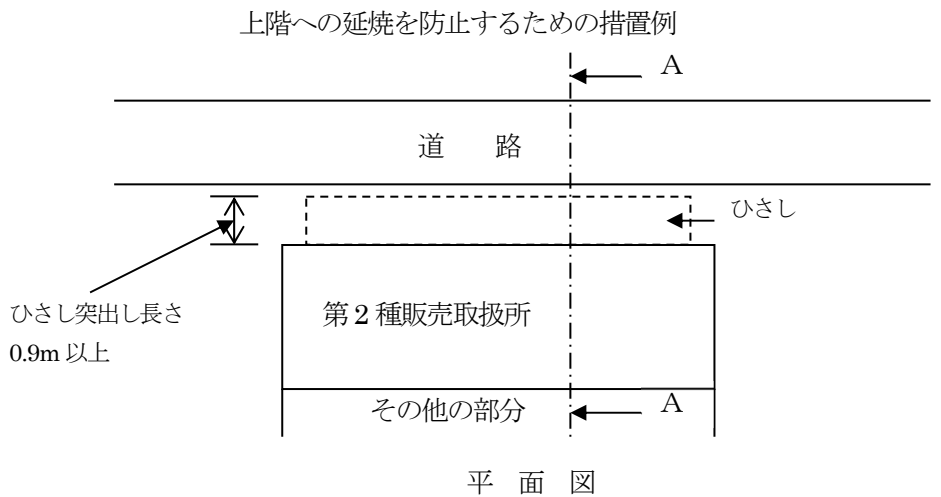 上階への延焼を防止するための措置例
A
道　　路
ひさし
ひさし突出し長さ
0.9m 以上
第2種販売取扱所
その他の部分
A
平　面　図